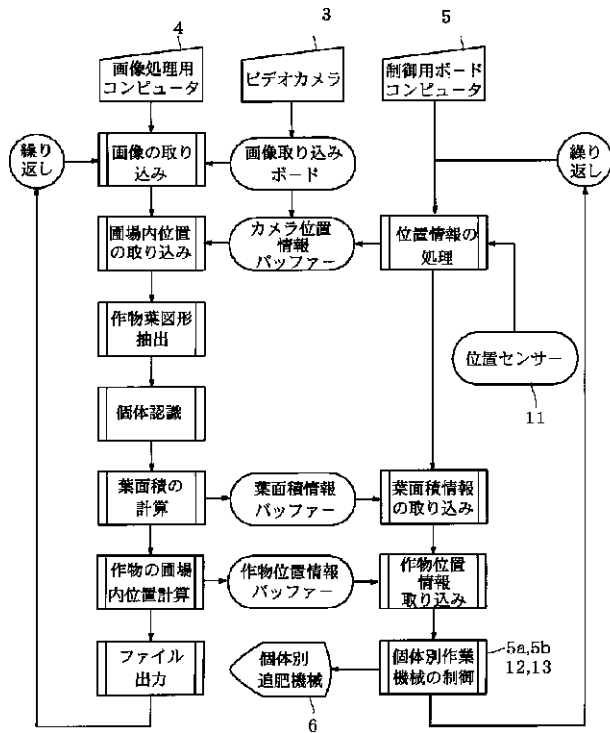 4
3
5
画像処理用
コンピュータ
ビデオカメラ
制御用ボード
コンピュータ
繰り
返し
画像の取り
込み
画像取り込み
ボード
繰り
返し
圃場内位置
の取り込み
カメラ位置
情報
バッファー
位置情報の
処理
作物葉図形
抽出
位置センサー
11
個体認識
葉面積の
計算
葉面積情報
バッファー
葉面積情報
の取り込み
作物の圃場
内位置計算
作物位置情報
バッファー
作物位置
情報
取り込み
ファイル
出力
個体別
追肥機械
6
個体別作業
機械の制御
5a,5b
12,13